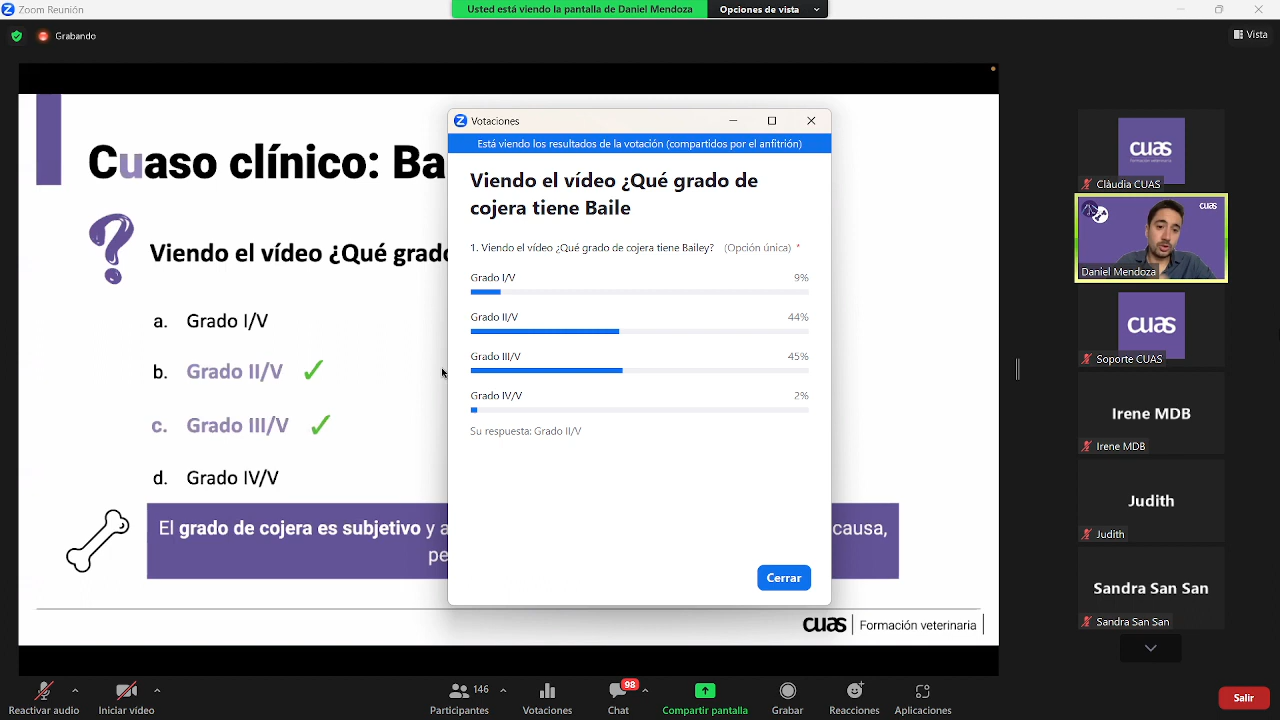 Zoom Reunión
Usted está viendo la pantalla de Daniel Mendoza
Opciones de vista
Grabando
Vista
Cuaso clínico: Ba
Viendo el vídeo ¿Qué grado
a. Grado I/V
b. Grado II/V ✓
c. Grado III/V ✓
d. Grado IV/V
El grado de cojera es subjetivo y a
causa,
pe
cuas Formación veterinaria
Votaciones
Está viendo los resultados de la votación (compartidos por el anfitrión)
Viendo el vídeo ¿Qué grado de
cojera tiene Baile
1. Viendo el vídeo ¿Qué grado de cojera tiene Bailey? (Opción única) *
Grado I/V 9%
Grado II/V 44%
Grado III/V 45%
Grado IV/V 2%
Su respuesta: Grado II/V
Cerrar
cuas
Clàudia CUAS
cuas
Daniel Mendoza
cuas
Soporte CUAS
Irene MDB
Irene MDB
Judith
Judith
Sandra San San
Sandra San San
Reactivar audio
Iniciar vídeo
146
Participantes
Votaciones
98
Chat
Compartir pantalla
Grabar
Reacciones
Aplicaciones
Salir